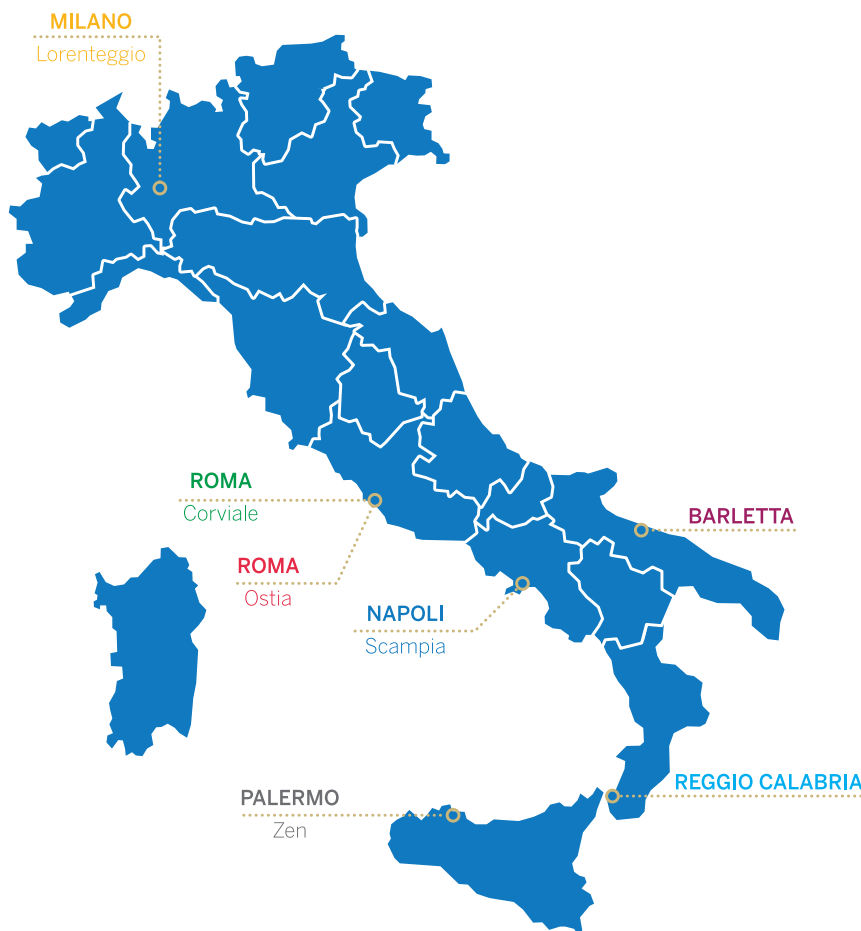 MILANO
Lorenteggio
ROMA
Corviale
BARLETTA
ROMA
Ostia
NAPOLI
Scampia
REGGIO CALABRIA
PALERMO
Zen